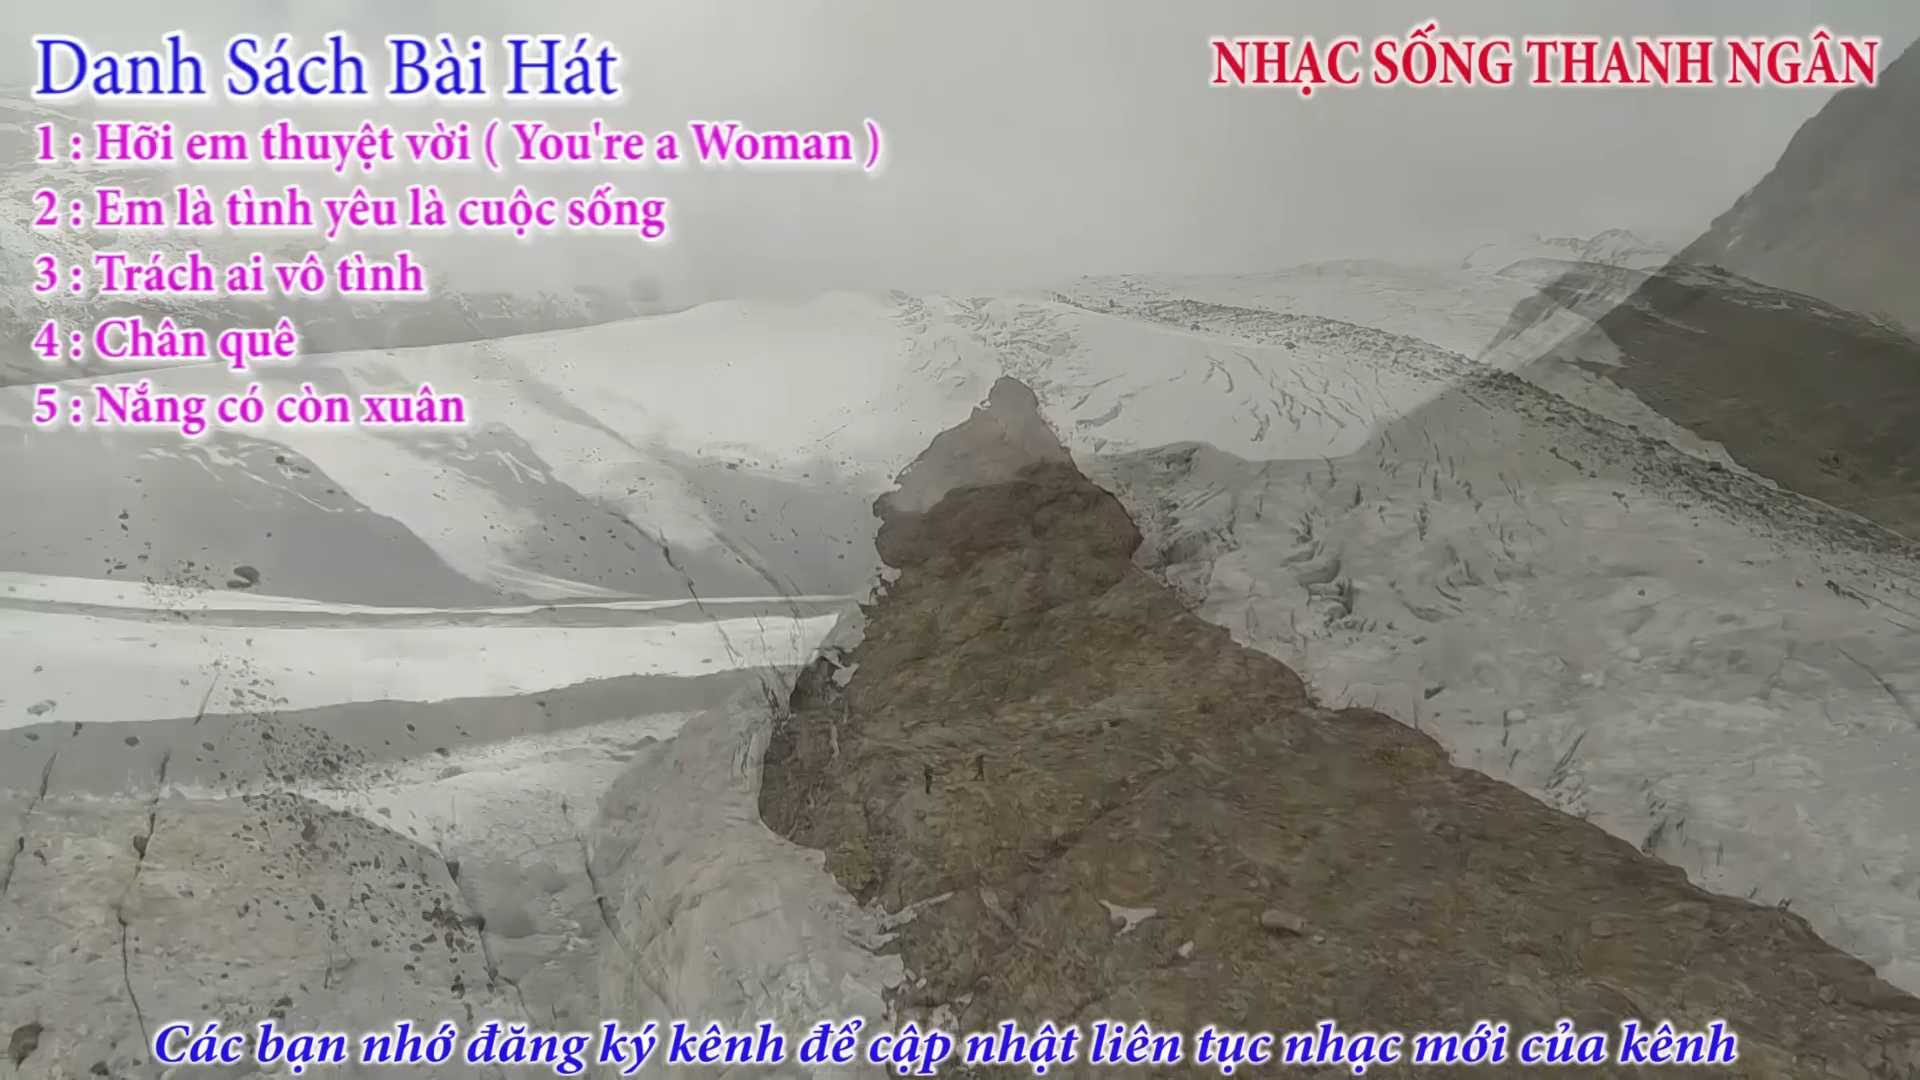 Danh Sách Bài Hát
NHẠC SỐNG THANH NGÂN
1 : Hỡi em thuyệt vời ( You're a Woman )
2 : Em là tình yêu là cuộc sống
3 : Trách ai vô tình
4 : Chân quê
5 : Nắng có còn xuân
Các bạn nhớ đăng ký kênh để cập nhật liên tục nhạc mới của kênh